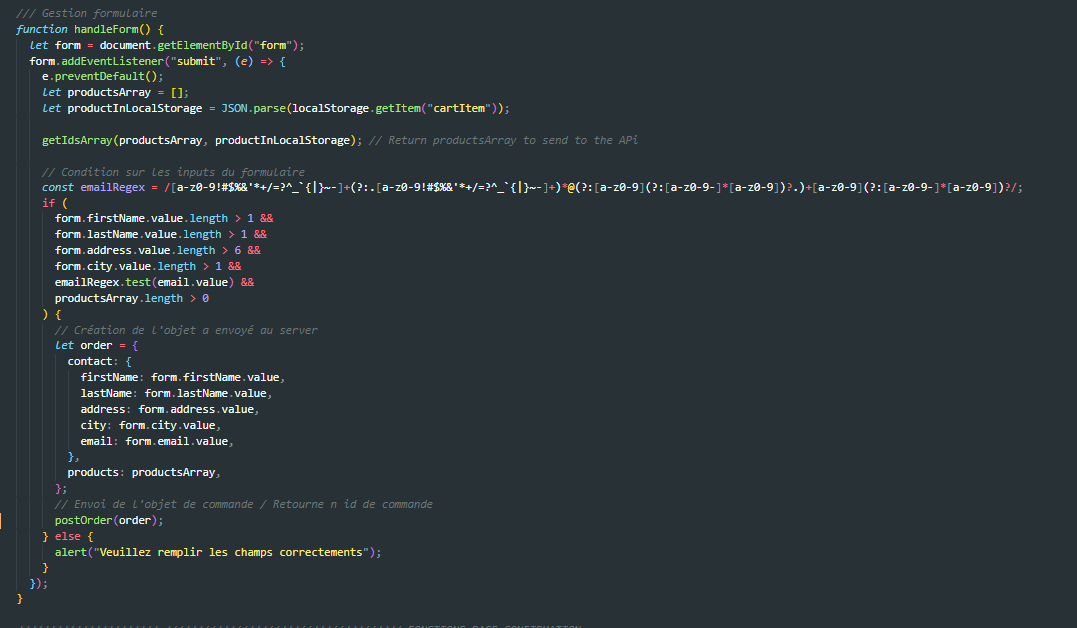 /// Gestion formulaire
function handleForm() {
let form = document.getElementById("form");
form.addEventListener("submit", (e) => {
e.preventDefault();
let productsArray = [];
let productInLocalStorage = JSON.parse(localStorage.getItem("cartItem"));
getIdsArray(productsArray, productInLocalStorage); // Return productsArray to send to the APi
// Condition sur les inputs du formulaire
const emailRegex = /[a-z0-9!#$%&'*+/=?^_`{|}~-]+(?:.[a-z0-9!#$%&'*+/=?^_`{|}~-]+)*@(?:[a-z0-9](?:[a-z0-9-]*[a-z0-9])?.)+[a-z0-9](?:[a-z0-9-]*[a-z0-9])?/;
if (
form.firstName.value.length > 1 &&
form.lastName.value.length > 1 &&
form.address.value.length > 6 &&
form.city.value.length > 1 &&
emailRegex.test(email.value) &&
productsArray.length > 0
) {
// Création de l'objet a envoyé au server
let order = {
contact: {
firstName: form.firstName.value,
lastName: form.lastName.value,
address: form.address.value,
city: form.city.value,
email: form.email.value,
},
products: productsArray,
};
// Envoi de l'objet de commande / Retourne n id de commande
postOrder(order);
} else {
alert("Veuillez remplir les champs correctements");
}
});
}